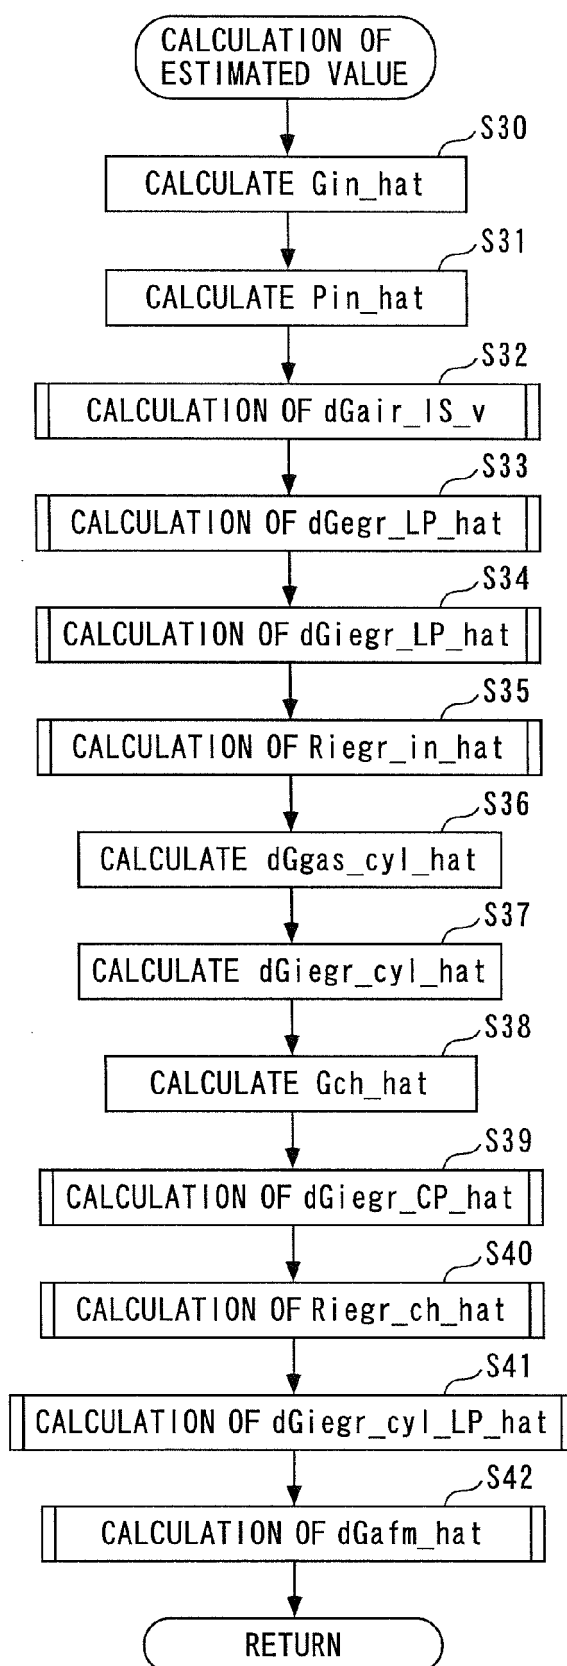 CALCULATION OF
ESTIMATED VALUE
S30
CALCULATE Gin_hat
S31
CALCULATE Pin_hat
S32
CALCULATION OF dGair_IS_v
S33
CALCULATION OF dGegr_LP_hat
S34
CALCULATION OF dGiegr_LP_hat
S35
CALCULATION OF Riegr_in_hat
S36
CALCULATE dGgas_cyl_hat
S37
CALCULATE dGiegr_cyl_hat
S38
CALCULATE Gch_hat
S39
CALCULATION OF dGiegr_CP_hat
S40
CALCULATION OF Riegr_ch_hat
S41
CALCULATION OF dGiegr_cyl_LP_hat
S42
CALCULATION OF dGafm_hat
RETURN